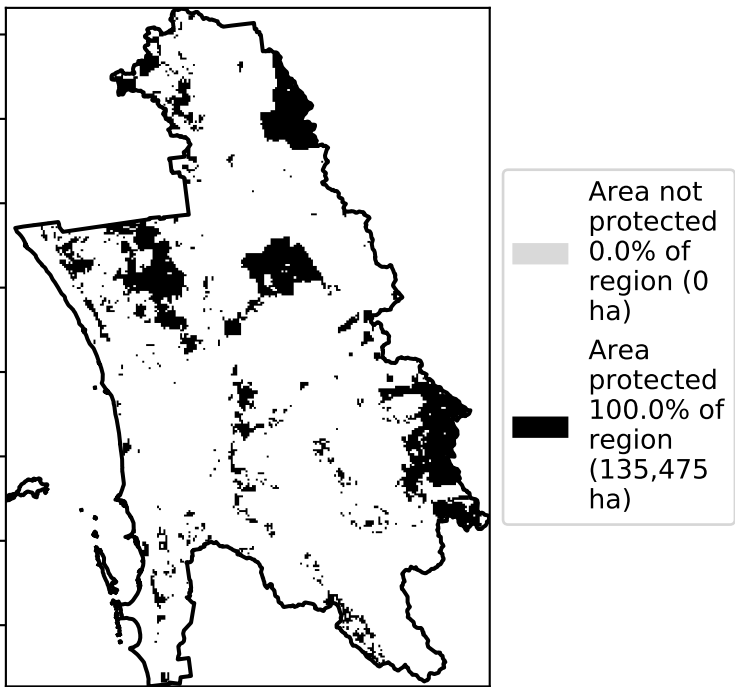 Area not
protected
0.0% of
region (0
ha)
Area
protected
100.0% of
region
(135,475
ha)